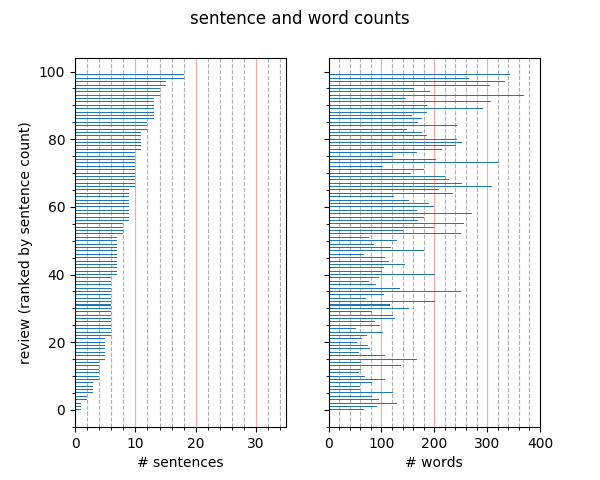 sentence and word counts
review (ranked by sentence count)
100
80
60
40
20
0
0 10 20 30
# sentences
0 100 200 300 400
# words